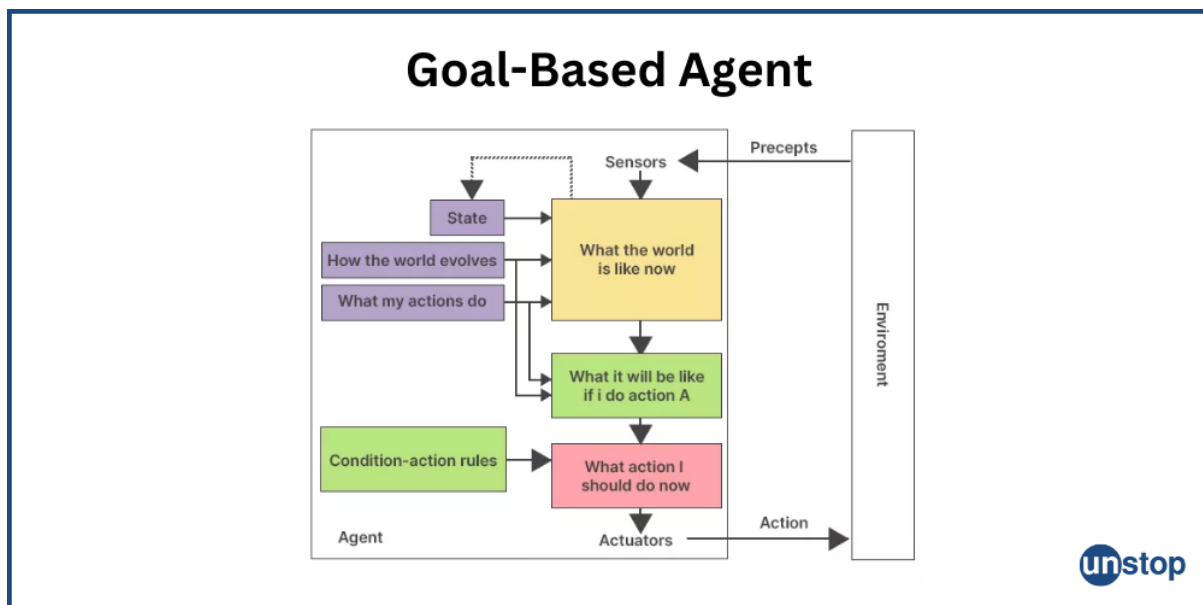 Goal-Based Agent
Precepts
Sensors
State
What the world
is like now
How the world evolves
What my actions do
Enviroment
What it will be like
if i do action A
Condition-action rules
What action I
should do now
Agent
Actuators
Action
unstop